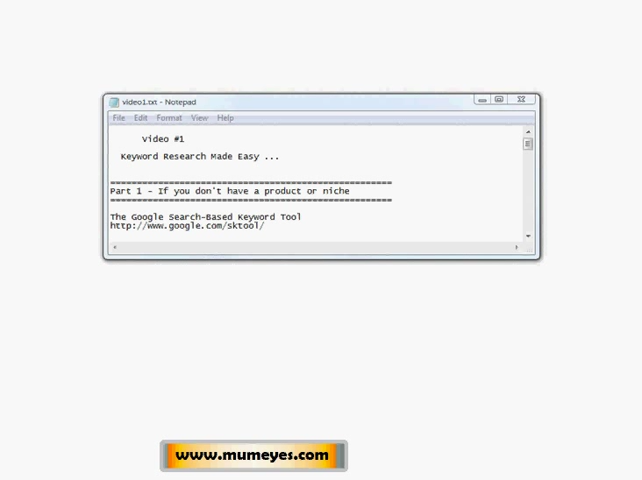 video1.txt - Notepad
File Edit Format View Help
Video #1
Keyword Research Made Easy ...
=====================================================
Part 1 - If you don't have a product or niche
=====================================================
The Google Search-Based Keyword Tool
http://www.google.com/sktool/
www.mumeyes.com